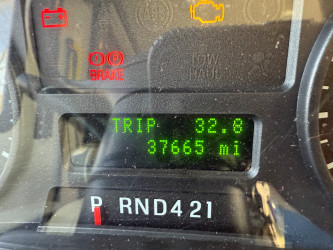 BRAKE
TOW
HAUL
TRIP 32.8
37665 mi
P RND421